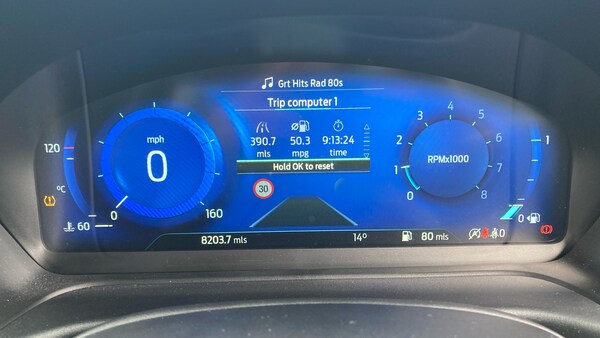 Grt Hits Rad 80s
Trip computer 1
390.7 50.3 9:13:24
mls mpg time
Hold OK to reset
mph
0
0 160
30
120
°C
60
RPMx1000
0 1 2 3 4 5 6 7 8
1
0
8203.7 mls 14° 80 mls
A 0